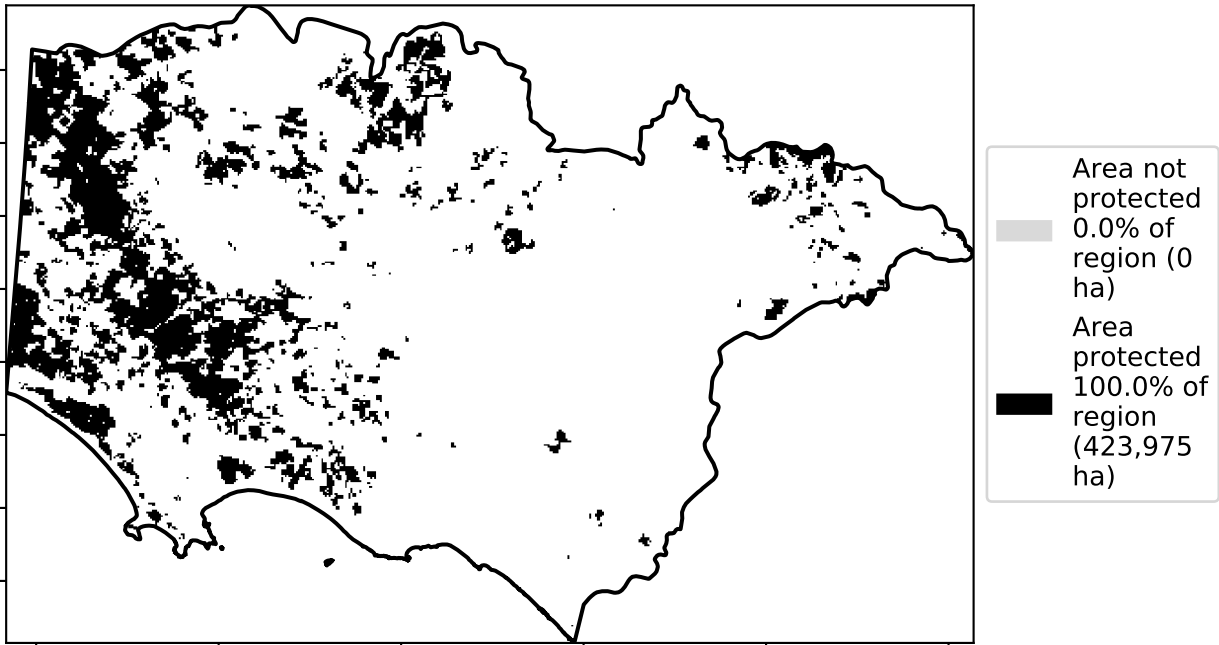 Area not
protected
0.0% of
region (0
ha)
Area
protected
100.0% of
region
(423,975
ha)